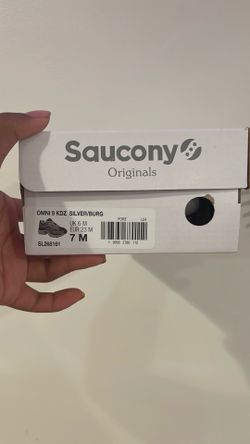 Saucony
Originals
OMNI 9 KDZ SILVER/BURG
UK 6 M
EUR 23 M
7 M
SL268161